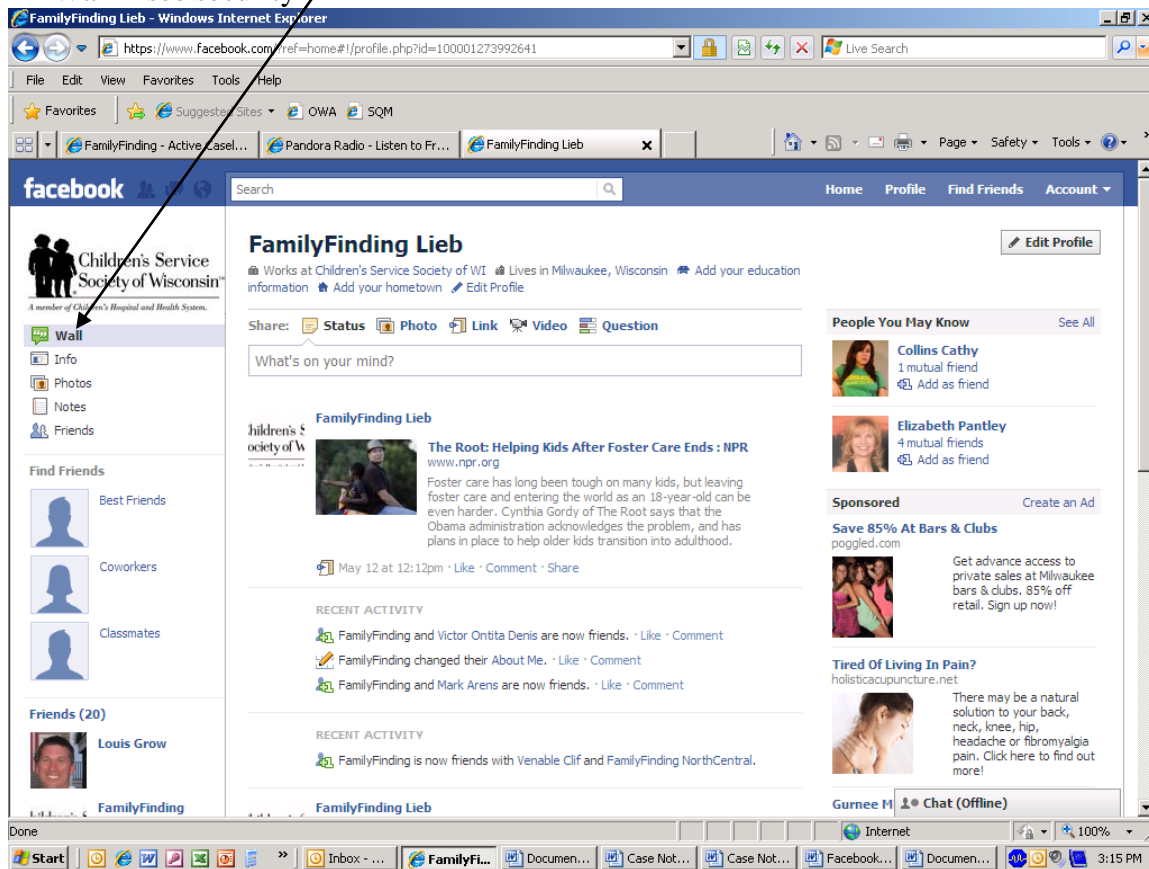 FamilyFinding Lieb - Windows Internet Explorer
https://www.facebook.com/?ref=home#!/profile.php?id=100001273992641
Live Search
File Edit View Favorites Tools Help
Favorites Suggested Sites OWA SQM
FamilyFinding - Active Casel... Pandora Radio - Listen to Fr... FamilyFinding Lieb x
Page Safety Tools
facebook Search Home Profile Find Friends Account
Children's Service
Society of Wisconsin™
A member of Children's Hospital and Health System.
Wall
Info
Photos
Notes
Friends
Find Friends
Best Friends
Coworkers
Classmates
Friends (20)
Louis Grow
FamilyFinding
FamilyFinding Lieb
Edit Profile
Works at Children's Service Society of WI Lives in Milwaukee, Wisconsin Add your education
information Add your hometown Edit Profile
Share: Status Photo Link Video Question
What's on your mind?
FamilyFinding Lieb
The Root: Helping Kids After Foster Care Ends : NPR
www.npr.org
Foster care has long been tough on many kids, but leaving
foster care and entering the world as an 18-year-old can be
even harder. Cynthia Gordy of The Root says that the
Obama administration acknowledges the problem, and has
plans in place to help older kids transition into adulthood.
May 12 at 12:12pm · Like · Comment · Share
RECENT ACTIVITY
FamilyFinding and Victor Ontita Denis are now friends. · Like · Comment
FamilyFinding changed their About Me. · Like · Comment
FamilyFinding and Mark Arens are now friends. · Like · Comment
RECENT ACTIVITY
FamilyFinding is now friends with Venable Clif and FamilyFinding NorthCentral.
FamilyFinding Lieb
People You May Know See All
Collins Cathy
1 mutual friend
Add as friend
Elizabeth Pantley
4 mutual friends
Add as friend
Sponsored Create an Ad
Save 85% At Bars & Clubs
poggled.com
Get advance access to
private sales at Milwaukee
bars & clubs. 85% off
retail. Sign up now!
Tired Of Living In Pain?
holisticacupuncture.net
There may be a natural
solution to your back,
neck, knee, hip,
headache or fibromyalgia
pain. Click here to find out
more!
Gurnee M
Chat (Offline)
Done Internet 100%
Start Inbox - ... FamilyFi... Documen... Case Not... Case Not... Facebook... Documen... 3:15 PM